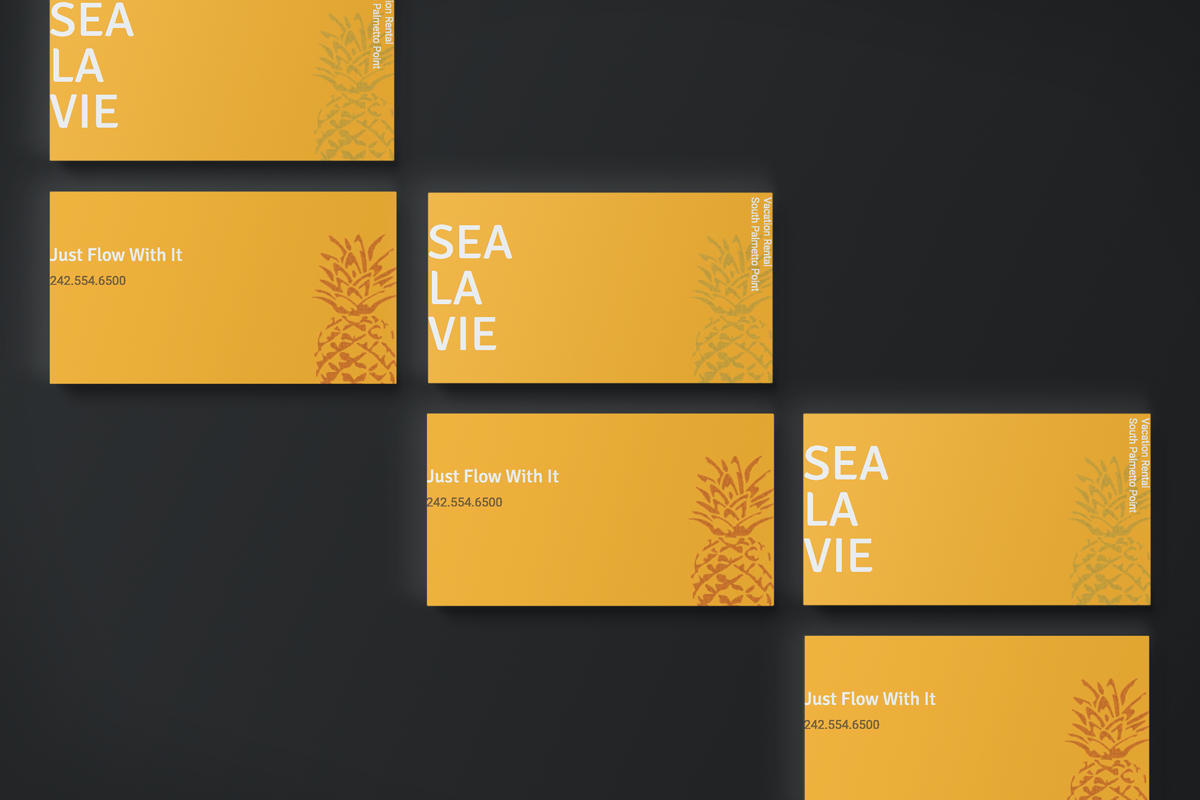 SEA
LA
VIE
Palmetto Point
Just Flow With It
242.554.6500
SEA
LA
VIE
Vacation Rental
South Palmetto Point
Just Flow With It
242.554.6500
SEA
LA
VIE
Vacation Rental
South Palmetto Point
Just Flow With It
242.554.6500